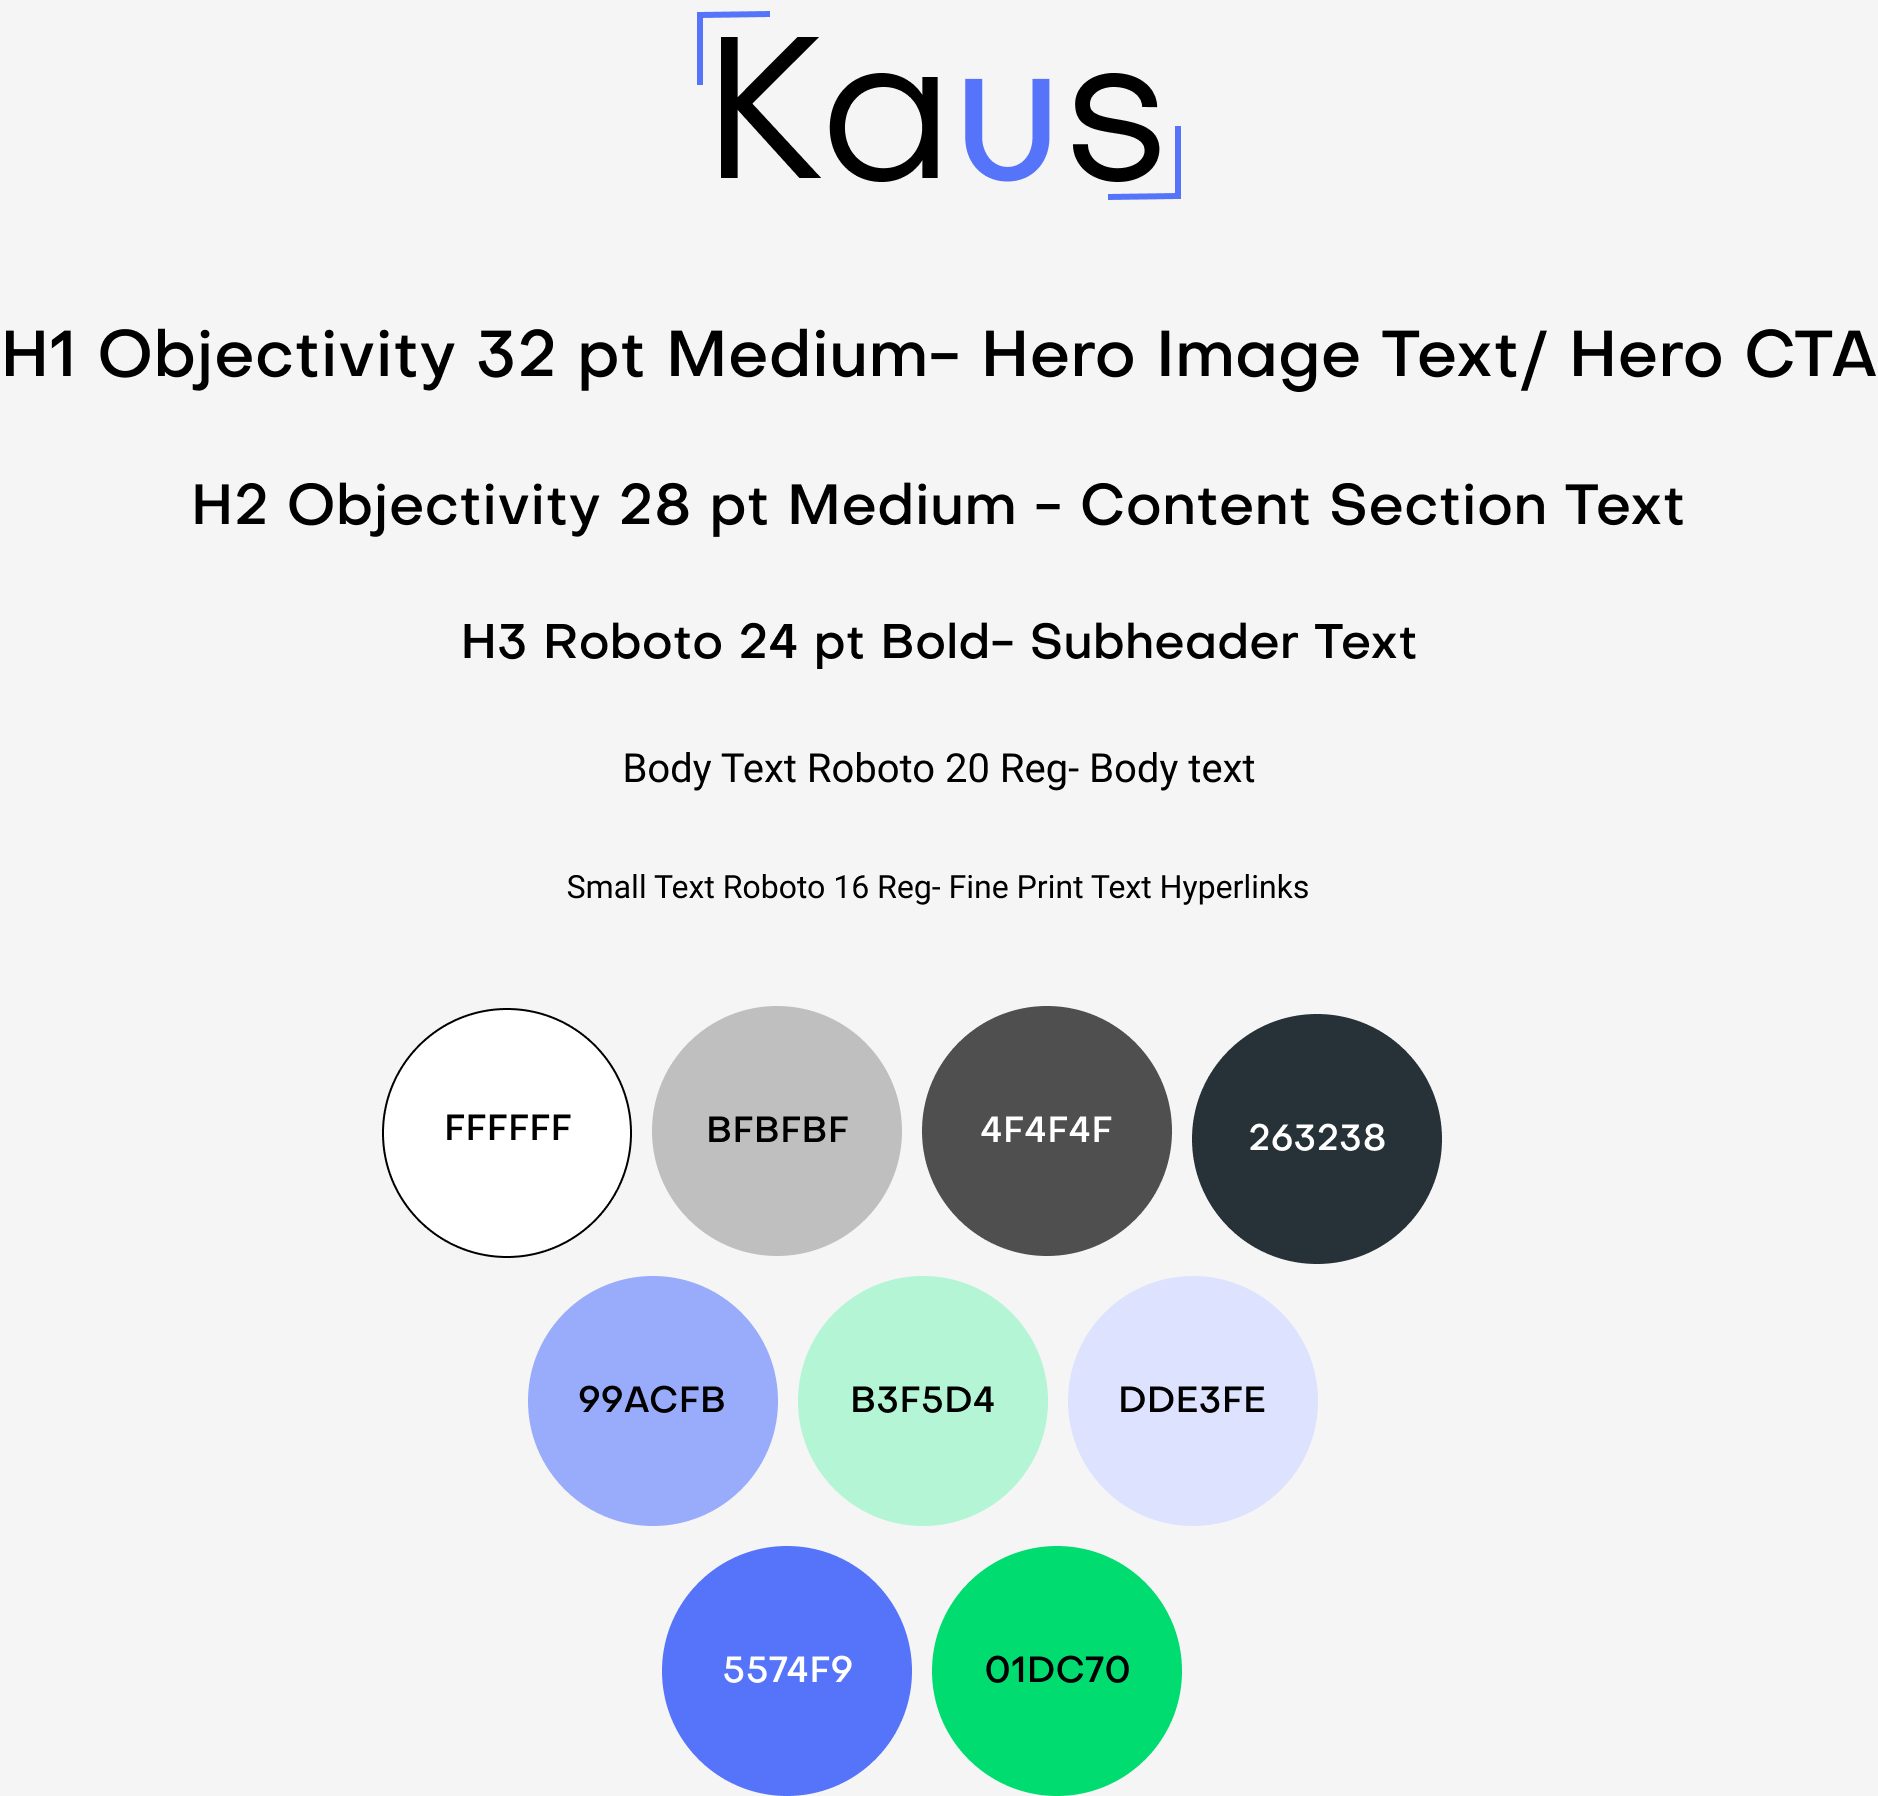 Kaus
H1 Objectivity 32 pt Medium- Hero Image Text/ Hero CTA
H2 Objectivity 28 pt Medium - Content Section Text
H3 Roboto 24 pt Bold- Subheader Text
Body Text Roboto 20 Reg- Body text
Small Text Roboto 16 Reg- Fine Print Text Hyperlinks
FFFFFF
BFBFBF
4F4F4F
263238
99ACFB
B3F5D4
DDE3FE
5574F9
01DC70